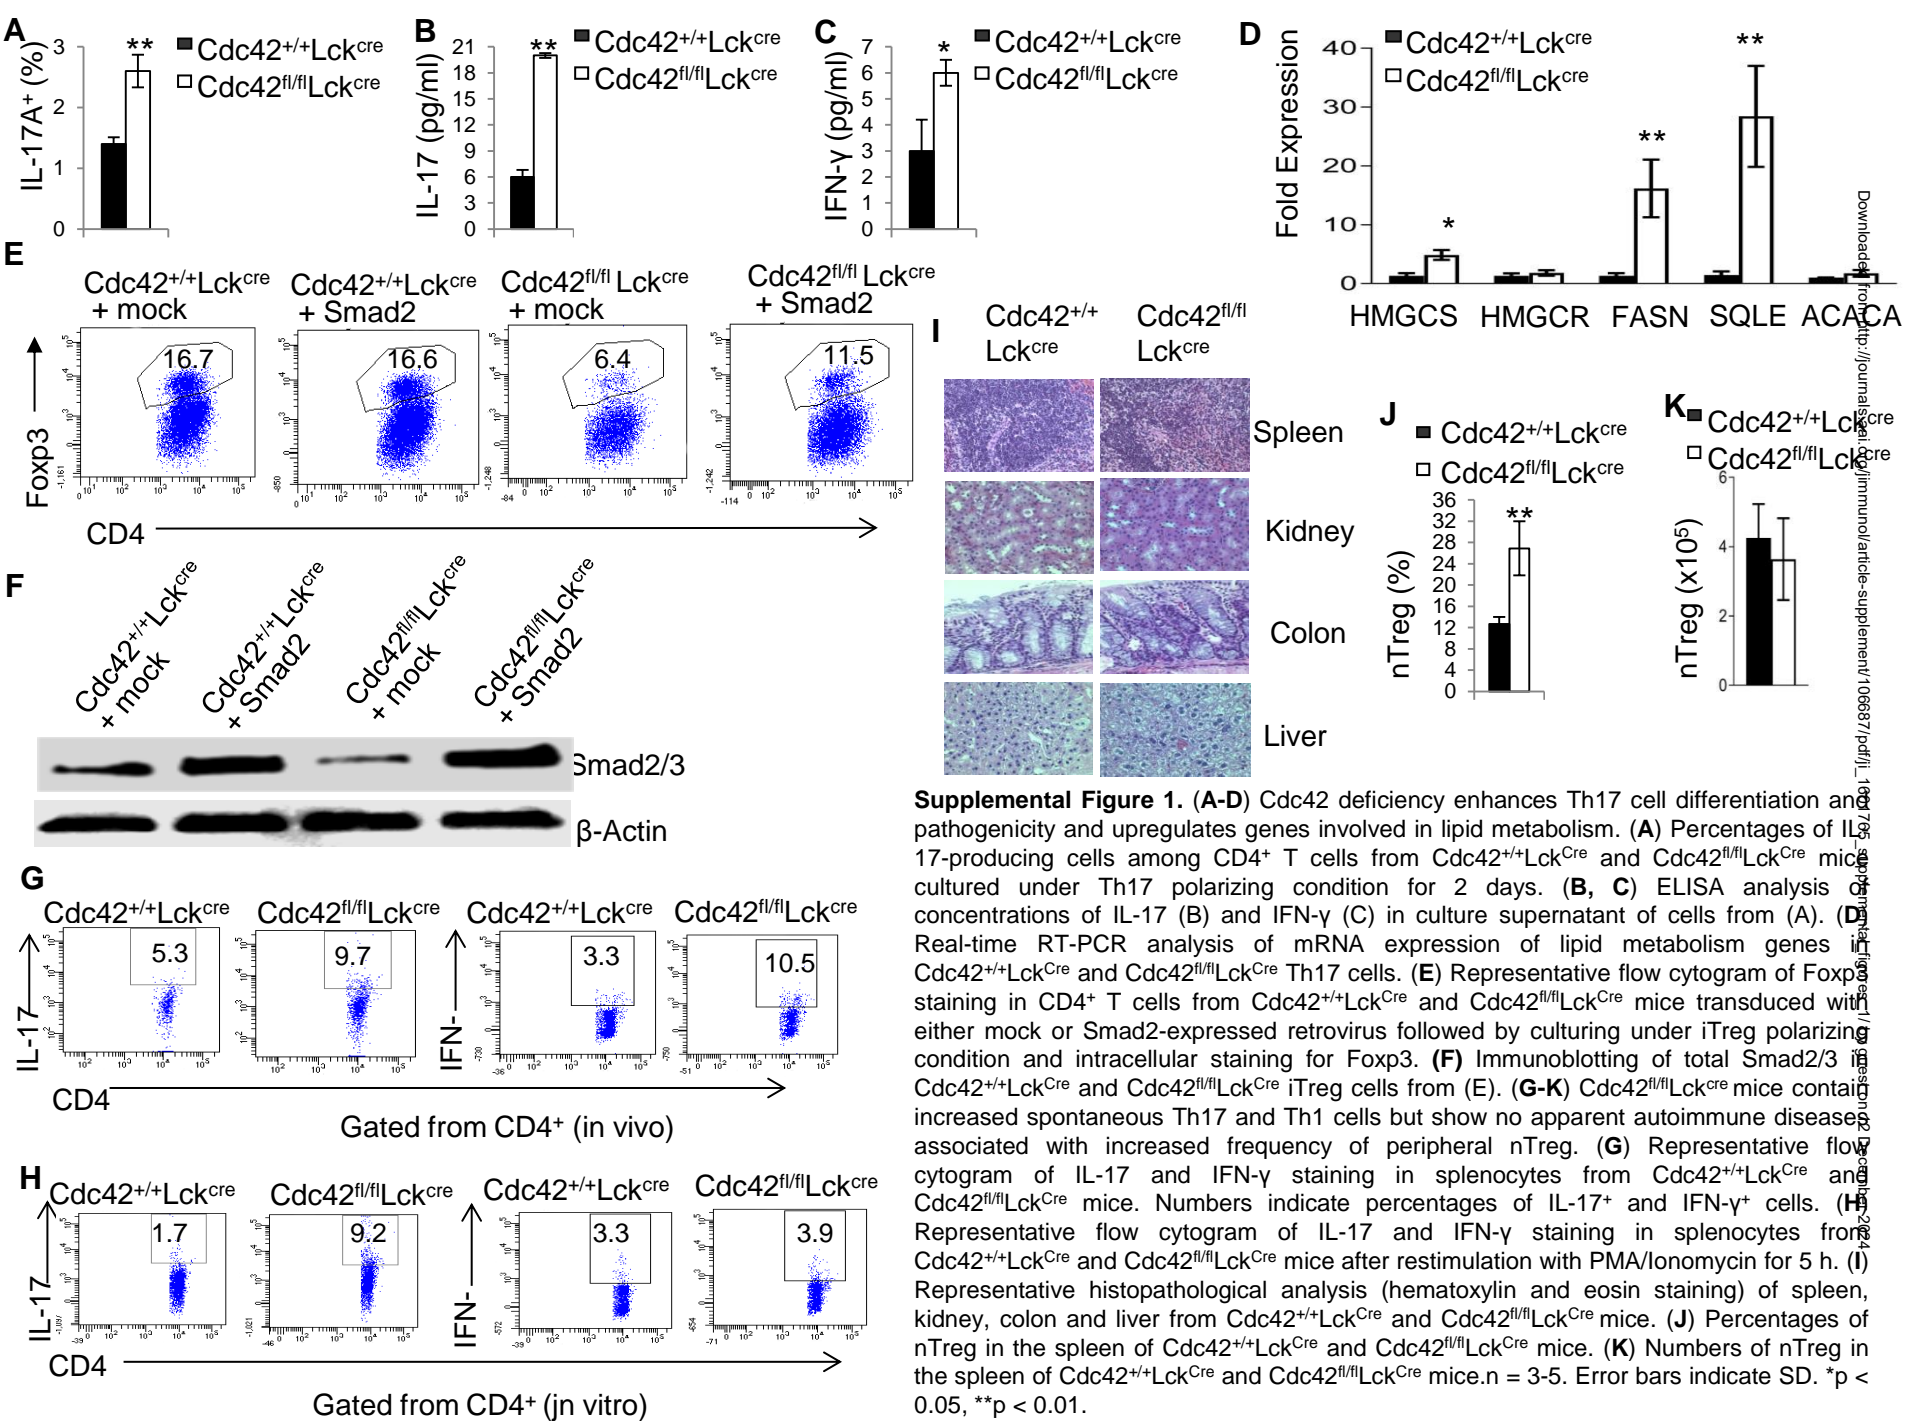 A
IL-17A+ (%)
3
2
1
0
**
Cdc42+/+Lckcre
Cdc42fl/flLckcre
B
IL-17 (pg/ml)
21
18
15
12
9
6
3
0
**
Cdc42+/+Lckcre
Cdc42fl/flLckcre
C
IFN-γ (pg/ml)
7
6
5
4
3
2
1
0
*
Cdc42+/+Lckcre
Cdc42fl/flLckcre
D
Fold Expression
40
30
20
10
0
Cdc42+/+Lckcre
Cdc42fl/flLckcre
*
**
**
HMGCS HMGCR FASN SQLE ACACA
E
Cdc42+/+Lckcre
+ mock
Cdc42+/+Lckcre
+ Smad2
Cdc42fl/fl Lckcre
+ mock
Cdc42fl/fl Lckcre
+ Smad2
16.7
16.6
6.4
11.5
Foxp3
CD4
F
Cdc42+/+Lckcre
+ mock
Cdc42+/+Lckcre
+ Smad2
Cdc42fl/flLckcre
+ mock
Cdc42fl/flLckcre
+ Smad2
Smad2/3
β-Actin
G
Cdc42+/+Lckcre
Cdc42fl/flLckcre
Cdc42+/+Lckcre
Cdc42fl/flLckcre
IL-17
5.3
9.7
IFN-
3.3
10.5
CD4
Gated from CD4+ (in vivo)
H
Cdc42+/+Lckcre
Cdc42fl/flLckcre
Cdc42+/+Lckcre
Cdc42fl/flLckcre
IL-17
1.7
9.2
IFN-
3.3
3.9
CD4
Gated from CD4+ (jn vitro)
I
Cdc42+/+
Lckcre
Cdc42fl/fl
Lckcre
Spleen
Kidney
Colon
Liver
J
Cdc42+/+Lckcre
Cdc42fl/flLckcre
nTreg (%)
36
32
28
24
20
16
12
8
4
0
**
K
Cdc42+/+Lckcre
Cdc42fl/flLckcre
nTreg (x105)
6
4
2
0
Supplemental Figure 1. (A-D) Cdc42 deficiency enhances Th17 cell differentiation and
pathogenicity and upregulates genes involved in lipid metabolism. (A) Percentages of IL-
17-producing cells among CD4+ T cells from Cdc42+/+LckCre and Cdc42fl/flLckCre mice
cultured under Th17 polarizing condition for 2 days. (B, C) ELISA analysis of
concentrations of IL-17 (B) and IFN-γ (C) in culture supernatant of cells from (A). (D)
Real-time RT-PCR analysis of mRNA expression of lipid metabolism genes in
Cdc42+/+LckCre and Cdc42fl/flLckCre Th17 cells. (E) Representative flow cytogram of Foxp3
staining in CD4+ T cells from Cdc42+/+LckCre and Cdc42fl/flLckCre mice transduced with
either mock or Smad2-expressed retrovirus followed by culturing under iTreg polarizing
condition and intracellular staining for Foxp3. (F) Immunoblotting of total Smad2/3 in
Cdc42+/+LckCre and Cdc42fl/flLckCre iTreg cells from (E). (G-K) Cdc42fl/flLckcre mice contain
increased spontaneous Th17 and Th1 cells but show no apparent autoimmune disease,
associated with increased frequency of peripheral nTreg. (G) Representative flow
cytogram of IL-17 and IFN-γ staining in splenocytes from Cdc42+/+LckCre and
Cdc42fl/flLckCre mice. Numbers indicate percentages of IL-17+ and IFN-γ+ cells. (H)
Representative flow cytogram of IL-17 and IFN-γ staining in splenocytes from
Cdc42+/+LckCre and Cdc42fl/flLckCre mice after restimulation with PMA/Ionomycin for 5 h. (I)
Representative histopathological analysis (hematoxylin and eosin staining) of spleen,
kidney, colon and liver from Cdc42+/+LckCre and Cdc42fl/flLckCre mice. (J) Percentages of
nTreg in the spleen of Cdc42+/+LckCre and Cdc42fl/flLckCre mice. (K) Numbers of nTreg in
the spleen of Cdc42+/+LckCre and Cdc42fl/flLckCre mice.n = 3-5. Error bars indicate SD. *p <
0.05, **p < 0.01.